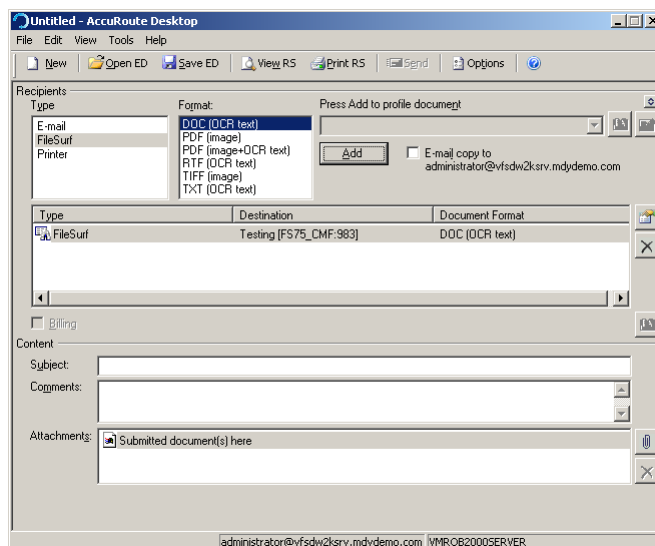 Untitled - AccuRoute Desktop
File Edit View Tools Help
New Open ED Save ED View RS Print RS Send Options
Recipients
Type Format: Press Add to profile document
E-mail
FileSurf
Printer
DOC (OCR text)
PDF (image)
PDF (image+OCR text)
RTF (OCR text)
TIFF (image)
TXT (OCR text)
Add
E-mail copy to
administrator@vfsdw2ksrv.mdydemo.com
Type Destination Document Format
FileSurf Testing [FS75_CMF:983] DOC (OCR text)
Billing
Content
Subject:
Comments:
Attachments: Submitted document(s) here
administrator@vfsdw2ksrv.mdydemo.com VMROB2000SERVER